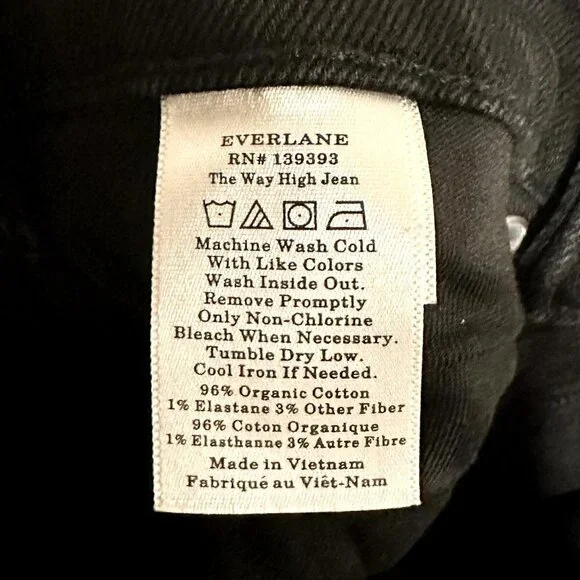 EVERLANE
RN# 139393
The Way High Jean
Machine Wash Cold
With Like Colors
Wash Inside Out.
Remove Promptly
Only Non-Chlorine
Bleach When Necessary.
Tumble Dry Low.
Cool Iron If Needed.
96% Organic Cotton
1% Elastane 3% Other Fiber
96% Coton Organique
1% Elasthanne 3% Autre Fibre
Made in Vietnam
Fabriqué au Viêt-Nam